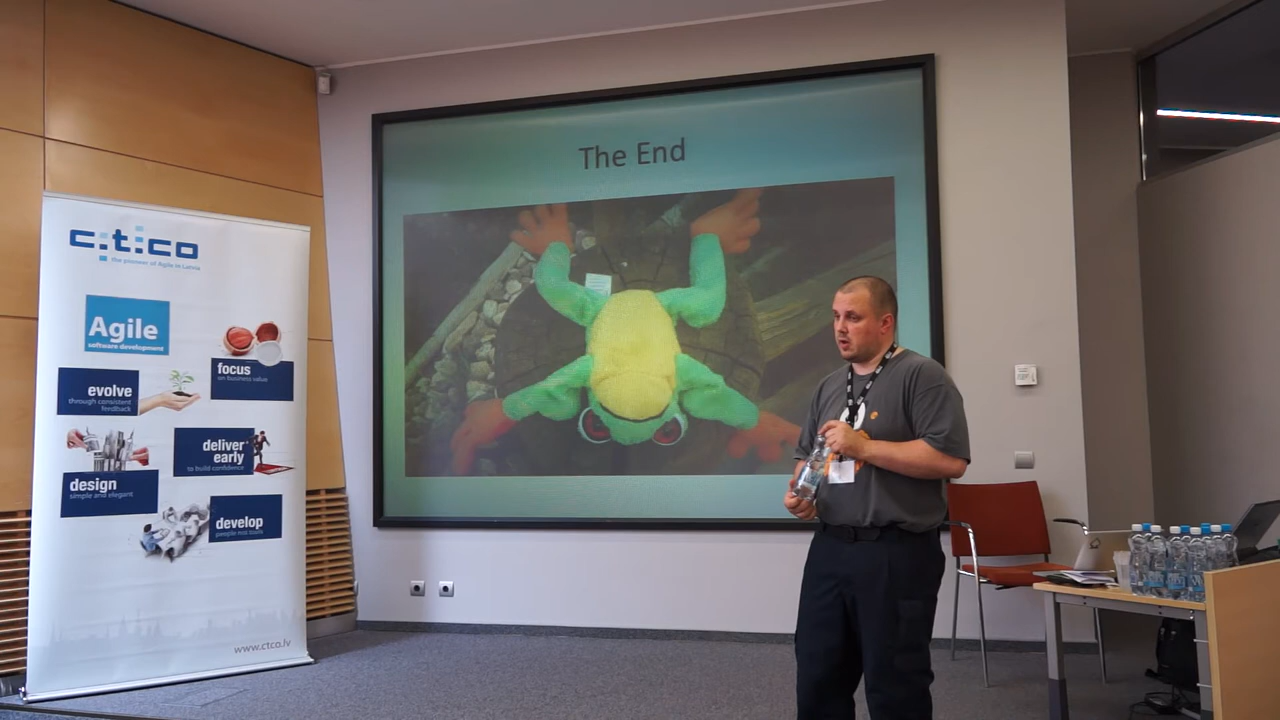 The End
c.t.co
the pioneer of Agile in Latvia
Agile
software development
focus
on business value
evolve
through consistent
feedback
deliver
early
to build confidence
design
simple and elegant
develop
people not tools
www.ctco.lv